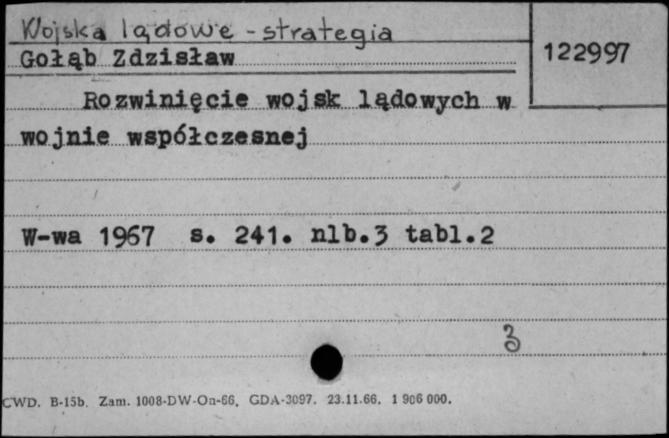 Wojska lądowe - strategia
Gołąb Zdzisław
122997
Rozwinięcie wojsk lądowych w
wojnie współczesnej
W-wa 1967 s. 241. nlb.3 tabl.2
3
CWD. B-15b. Zam. 1008-DW-On-66. GDA-3097. 23.11.66. 1 906 000.